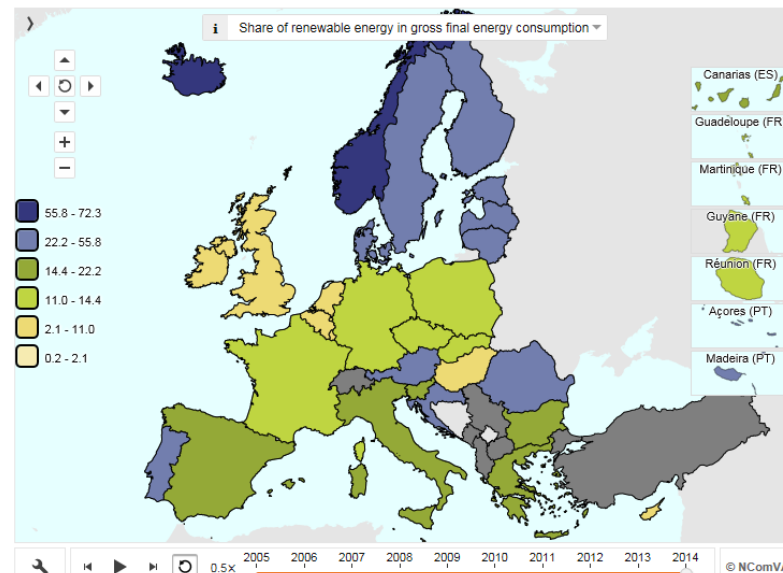 i Share of renewable energy in gross final energy consumption
Canarias (ES)
Guadeloupe (FR
Martinique (FR)
Guyane (FR)
Réunion (FR)
Açores (PT)
Madeira (PT)
55.8 - 72.3
22.2 - 55.8
14.4 - 22.2
11.0 - 14.4
2.1 - 11.0
0.2 - 2.1
0.5x 2005 2006 2007 2008 2009 2010 2011 2012 2013 2014
© NComVA